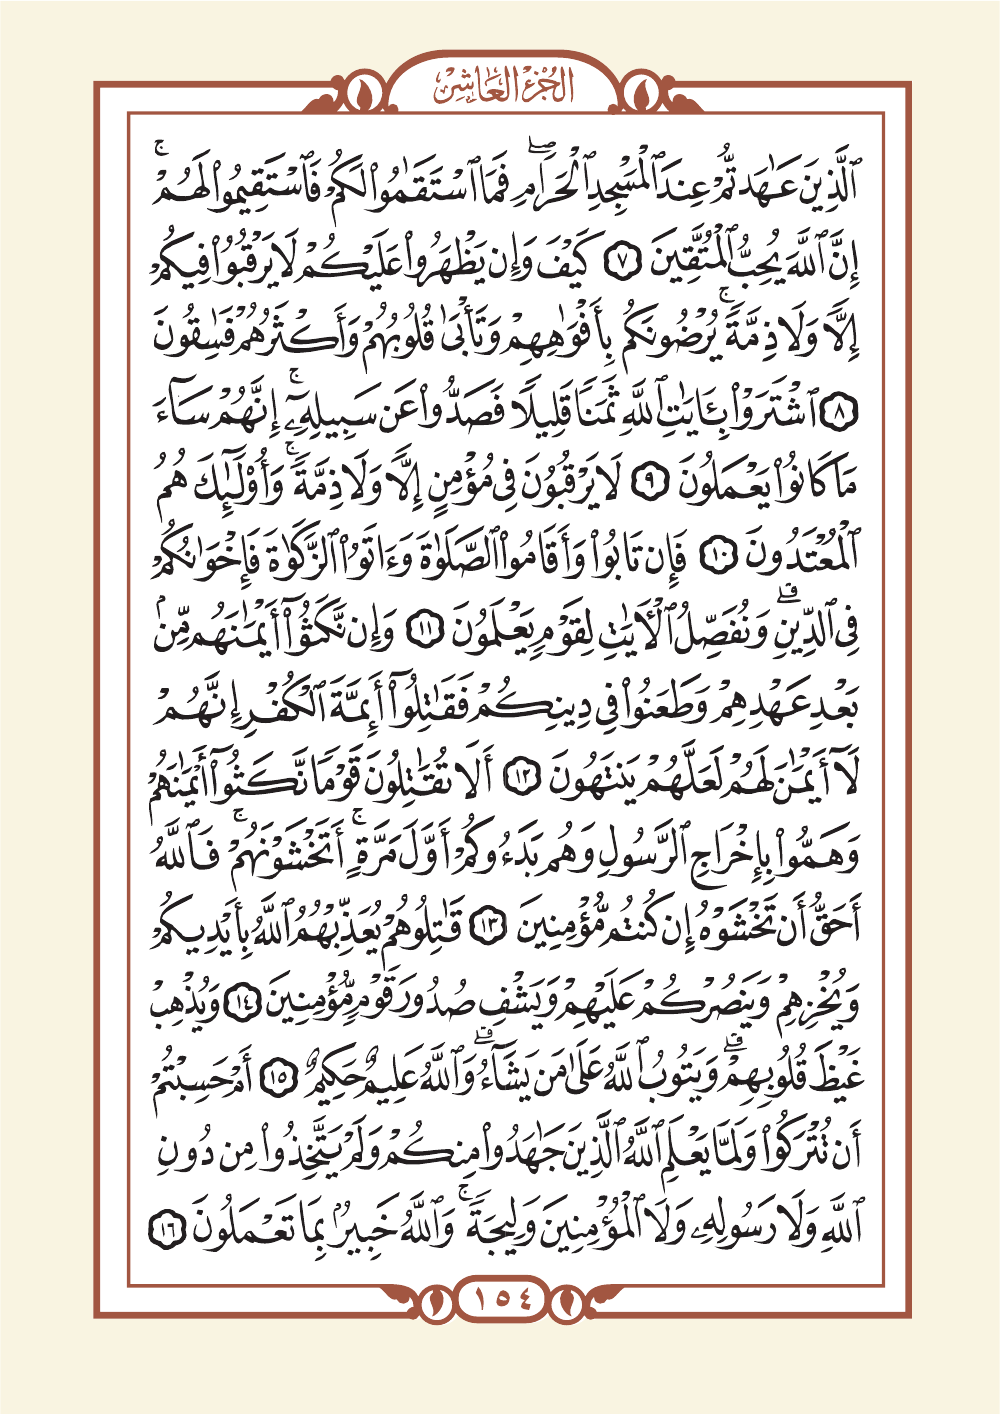 الجُزْءُ العَاشِرُ
ٱلَّذِينَ عَـٰهَدتُّمْ عِندَ ٱلْمَسْجِدِ ٱلْحَرَامِ ۖ فَمَا ٱسْتَقَـٰمُوا۟ لَكُمْ فَٱسْتَقِيمُوا۟ لَهُمْ ۚ
إِنَّ ٱللَّهَ يُحِبُّ ٱلْمُتَّقِينَ ٧ كَيْفَ وَإِن يَظْهَرُوا۟ عَلَيْكُمْ لَا يَرْقُبُوا۟ فِيكُمْ
إِلًّا وَلَا ذِمَّةً ۚ يُرْضُونَكُم بِأَفْوَٰهِهِمْ وَتَأْبَىٰ قُلُوبُهُمْ وَأَكْثَرُهُمْ فَـٰسِقُونَ
٨ ٱشْتَرَوْا۟ بِـَٔايَـٰتِ ٱللَّهِ ثَمَنًا قَلِيلًا فَصَدُّوا۟ عَن سَبِيلِهِۦٓ ۚ إِنَّهُمْ سَآءَ
مَا كَانُوا۟ يَعْمَلُونَ ٩ لَا يَرْقُبُونَ فِى مُؤْمِنٍ إِلًّا وَلَا ذِمَّةً ۚ وَأُو۟لَـٰٓئِكَ هُمُ
ٱلْمُعْتَدُونَ ١٠ فَإِن تَابُوا۟ وَأَقَامُوا۟ ٱلصَّلَوٰةَ وَءَاتَوُا۟ ٱلزَّكَوٰةَ فَإِخْوَٰنُكُمْ
فِى ٱلدِّينِ ۗ وَنُفَصِّلُ ٱلْـَٔايَـٰتِ لِقَوْمٍ يَعْلَمُونَ ١١ وَإِن نَّكَثُوٓا۟ أَيْمَـٰنَهُم مِّنۢ
بَعْدِ عَهْدِهِمْ وَطَعَنُوا۟ فِى دِينِكُمْ فَقَـٰتِلُوٓا۟ أَئِمَّةَ ٱلْكُفْرِ إِنَّهُمْ
لَآ أَيْمَـٰنَ لَهُمْ لَعَلَّهُمْ يَنتَهُونَ ١٢ أَلَا تُقَـٰتِلُونَ قَوْمًا نَّكَثُوٓا۟ أَيْمَـٰنَهُمْ
وَهَمُّوا۟ بِإِخْرَاجِ ٱلرَّسُولِ وَهُم بَدَءُوكُمْ أَوَّلَ مَرَّةٍ ۚ أَتَخْشَوْنَهُمْ ۚ فَٱللَّهُ
أَحَقُّ أَن تَخْشَوْهُ إِن كُنتُم مُّؤْمِنِينَ ١٣ قَـٰتِلُوهُمْ يُعَذِّبْهُمُ ٱللَّهُ بِأَيْدِيكُمْ
وَيُخْزِهِمْ وَيَنصُرْكُمْ عَلَيْهِمْ وَيَشْفِ صُدُورَ قَوْمٍ مُّؤْمِنِينَ ١٤ وَيُذْهِبْ
غَيْظَ قُلُوبِهِمْ ۗ وَيَتُوبُ ٱللَّهُ عَلَىٰ مَن يَشَآءُ ۗ وَٱللَّهُ عَلِيمٌ حَكِيمٌ ١٥ أَمْ حَسِبْتُمْ
أَن تُتْرَكُوا۟ وَلَمَّا يَعْلَمِ ٱللَّهُ ٱلَّذِينَ جَـٰهَدُوا۟ مِنكُمْ وَلَمْ يَتَّخِذُوا۟ مِن دُونِ
ٱللَّهِ وَلَا رَسُولِهِۦ وَلَا ٱلْمُؤْمِنِينَ وَلِيجَةً ۚ وَٱللَّهُ خَبِيرٌۢ بِمَا تَعْمَلُونَ ١٦
١٥٤